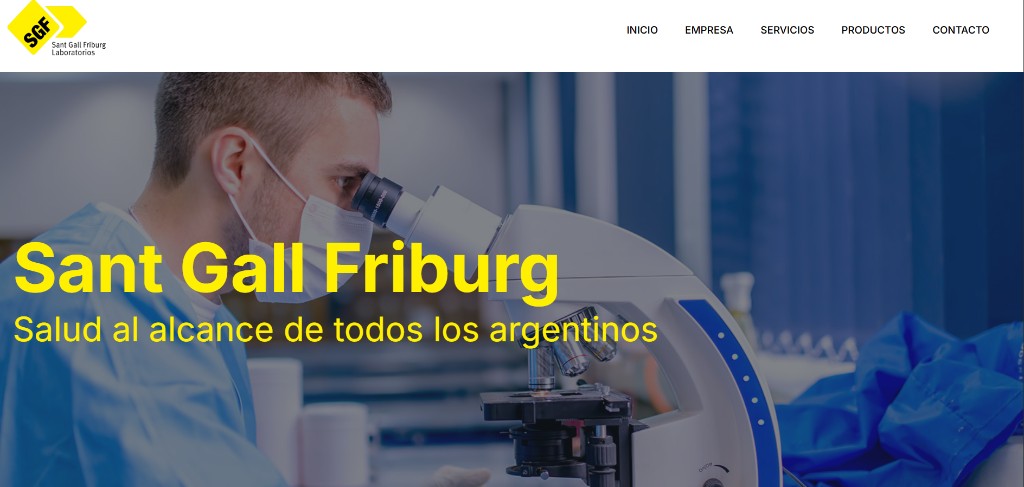 SGF
Sant Gall Friburg
Laboratorios
INICIO EMPRESA SERVICIOS PRODUCTOS CONTACTO
Sant Gall Friburg
Salud al alcance de todos los argentinos